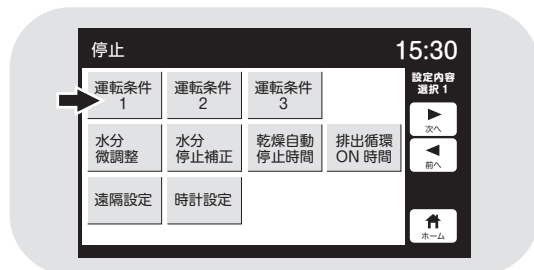 停止
15:30
運転条件
1
運転条件
2
運転条件
3
設定内容
選択 1
次へ
水分
微調整
水分
停止補正
乾燥自動
停止時間
排出循環
ON 時間
前へ
遠隔設定
時計設定
ホーム